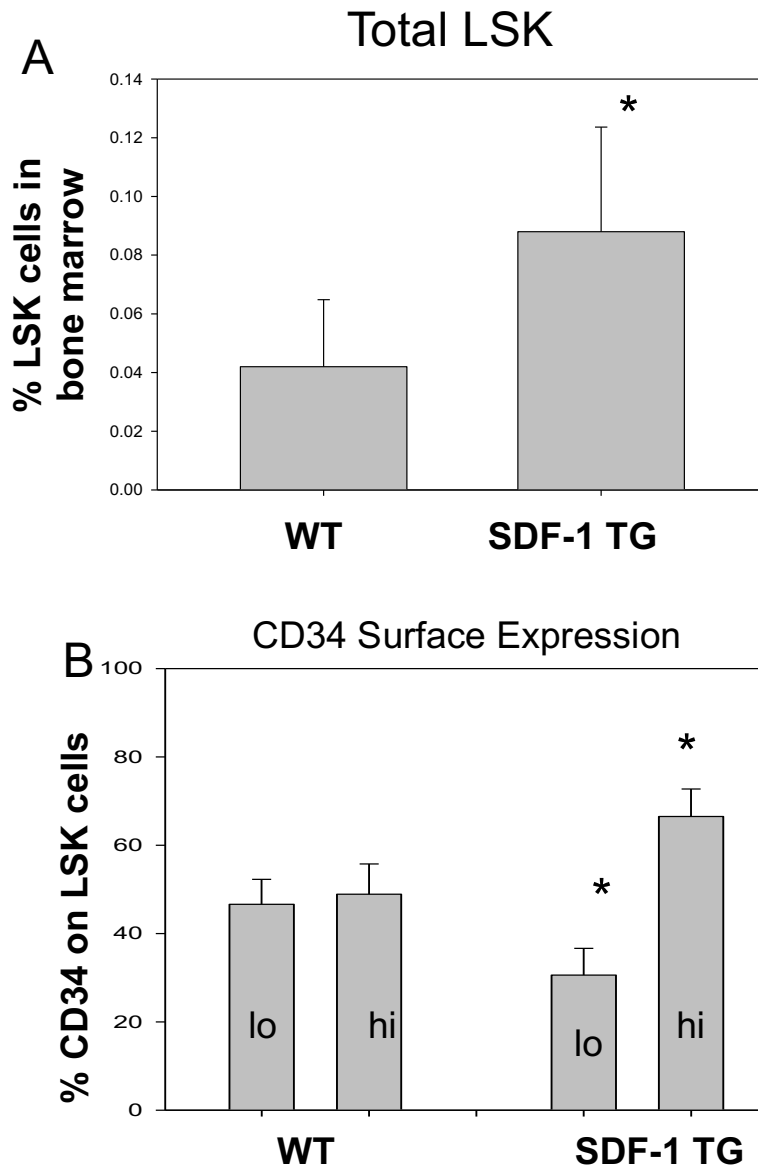 Total LSK
A
% LSK cells in
bone marrow
0.14
0.12
0.10
0.08
0.06
0.04
0.02
0.00
*
WT
SDF-1 TG
CD34 Surface Expression
B
% CD34 on LSK cells
100
80
60
40
20
0
lo
hi
*
lo
*
hi
WT
SDF-1 TG